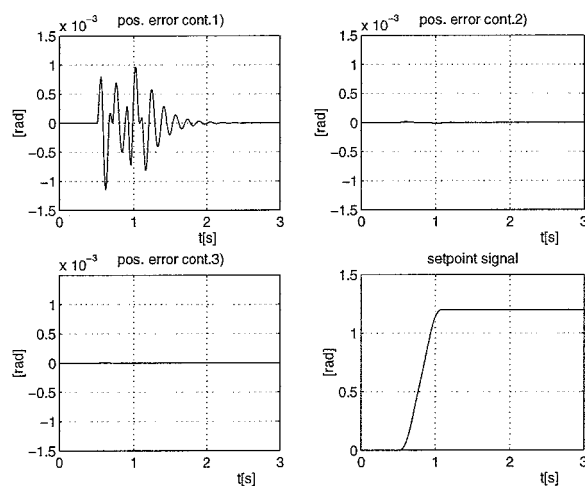 x 10⁻³ pos. error cont.1)
1.5
1
0.5
0
−0.5
−1
−1.5
[rad]
0 1 2 3
t[s]
x 10⁻³ pos. error cont.2)
1.5
1
0.5
0
−0.5
−1
−1.5
[rad]
0 1 2 3
t[s]
x 10⁻³ pos. error cont.3)
1
0.5
0
−0.5
−1
−1.5
[rad]
0 1 2 3
t[s]
setpoint signal
1.5
1
0.5
0
[rad]
0 1 2 3
t[s]